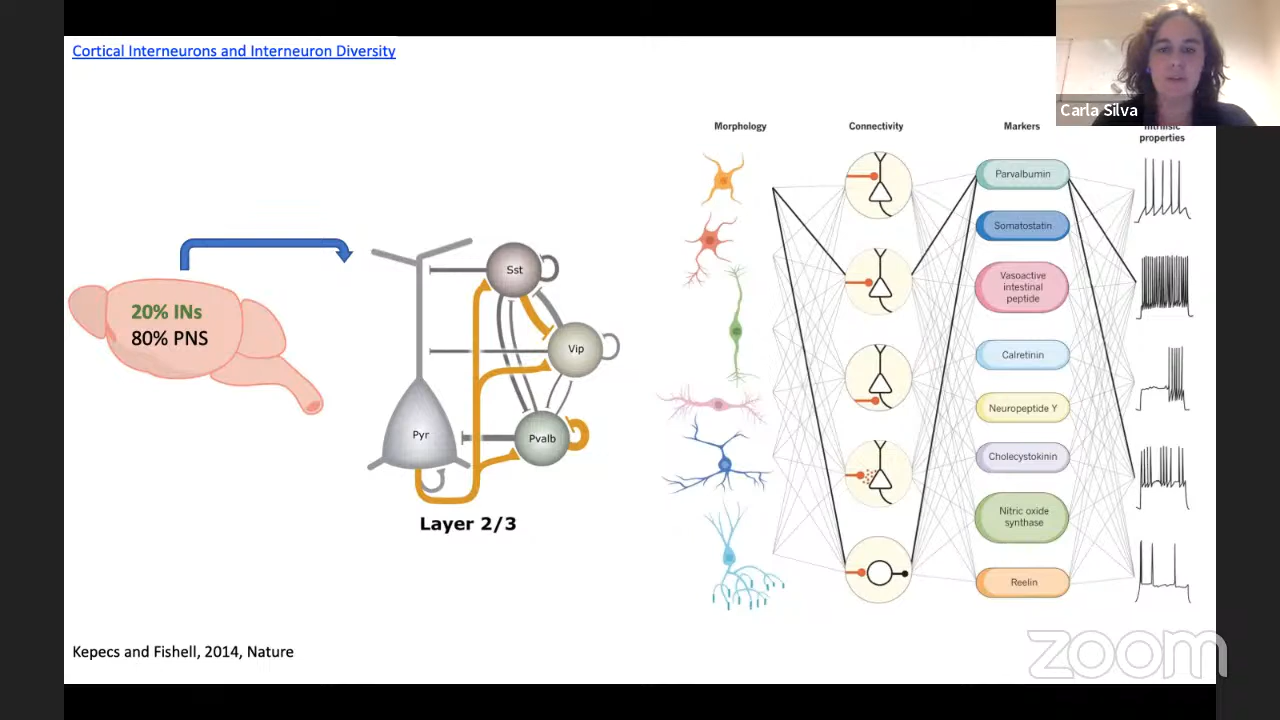 Cortical Interneurons and Interneuron Diversity
Carla Silva
Morphology
Connectivity
Markers
Intrinsic
properties
20% INs
80% PNS
Sst
Vip
Pyr
Pvalb
Layer 2/3
Parvalbumin
Somatostatin
Vasoactive
intestinal
peptide
Calretinin
Neuropeptide Y
Cholecystokinin
Nitric oxide
synthase
Reelin
Kepecs and Fishell, 2014, Nature
zoom